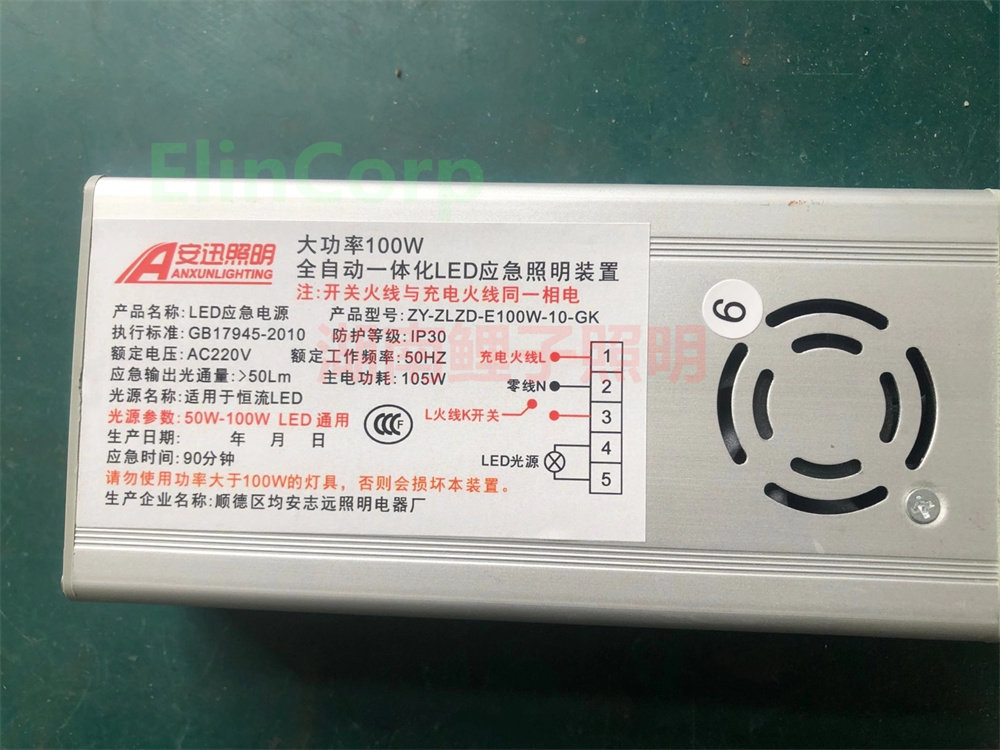 ElinCorp
安迅照明
ANXUNLIGHTING
大功率100W
全自动一体化LED应急照明装置
注:开关火线与充电火线同一相电
产品名称:LED应急电源 产品型号:ZY-ZLZD-E100W-10-GK
执行标准:GB17945-2010 防护等级:IP30
额定电压:AC220V 额定工作频率:50HZ
应急输出光通量:>50Lm 主电功耗:105W
光源名称:适用于恒流LED
光源参数:50W-100W LED 通用
生产日期: 年 月 日
应急时间:90分钟
请勿使用功率大于100W的灯具,否则会损坏本装置。
生产企业名称:顺德区均安志远照明电器厂
CCC F
充电火线L 1
零线N 2
L火线K开关 3
LED光源 4
5
9
湖南鲤子照明